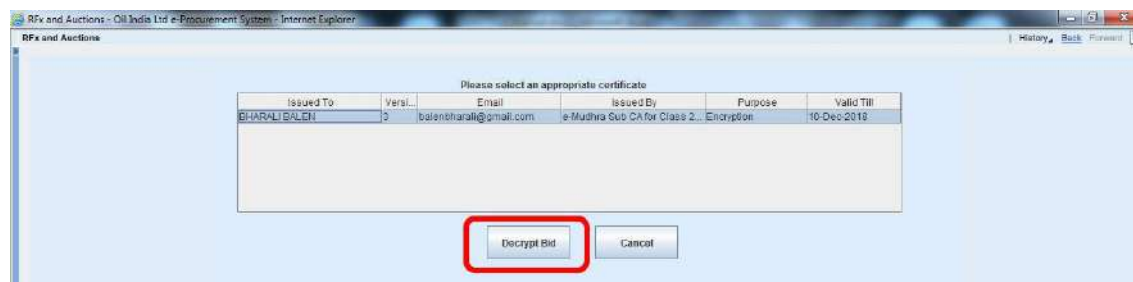 RFx and Auctions - Oil India Ltd e-Procurement System - Internet Explorer
RFx and Auctions
| History Back Forward
Please select an appropriate certificate
Issued To Versi... Email Issued By Purpose Valid Till
BHARALI BALEN 3 balenbharali@gmail.com e-Mudhra Sub CA for Class 2... Encryption 10-Dec-2018
Decrypt Bid Cancel